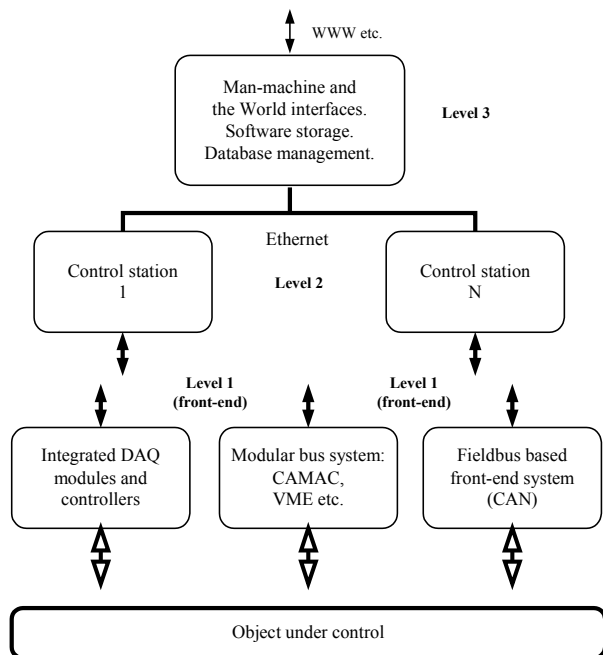 WWW etc.
Man-machine and
the World interfaces.
Software storage.
Database management.
Level 3
Ethernet
Control station
1
Level 2
Control station
N
Level 1
(front-end)
Level 1
(front-end)
Integrated DAQ
modules and
controllers
Modular bus system:
CAMAC,
VME etc.
Fieldbus based
front-end system
(CAN)
Object under control